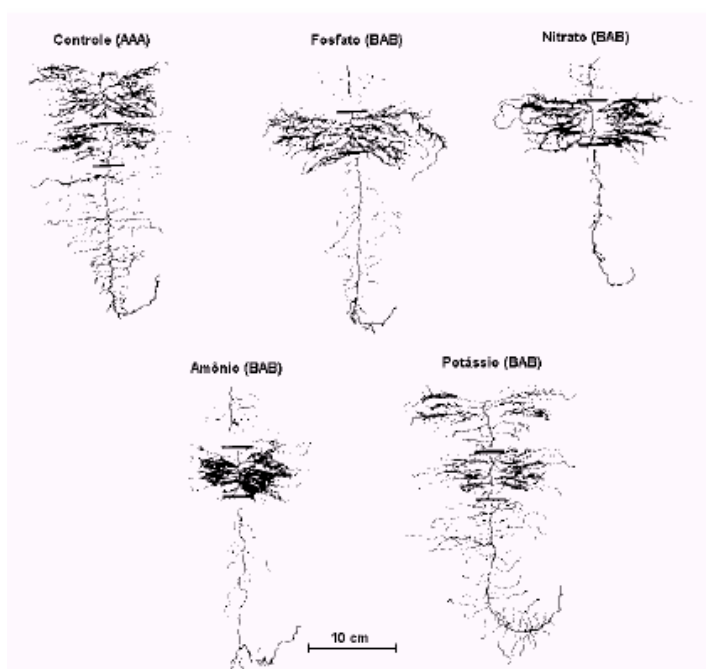 Controle (AAA)
Fosfato (BAB)
Nitrato (BAB)
Amônio (BAB)
Potássio (BAB)
10 cm